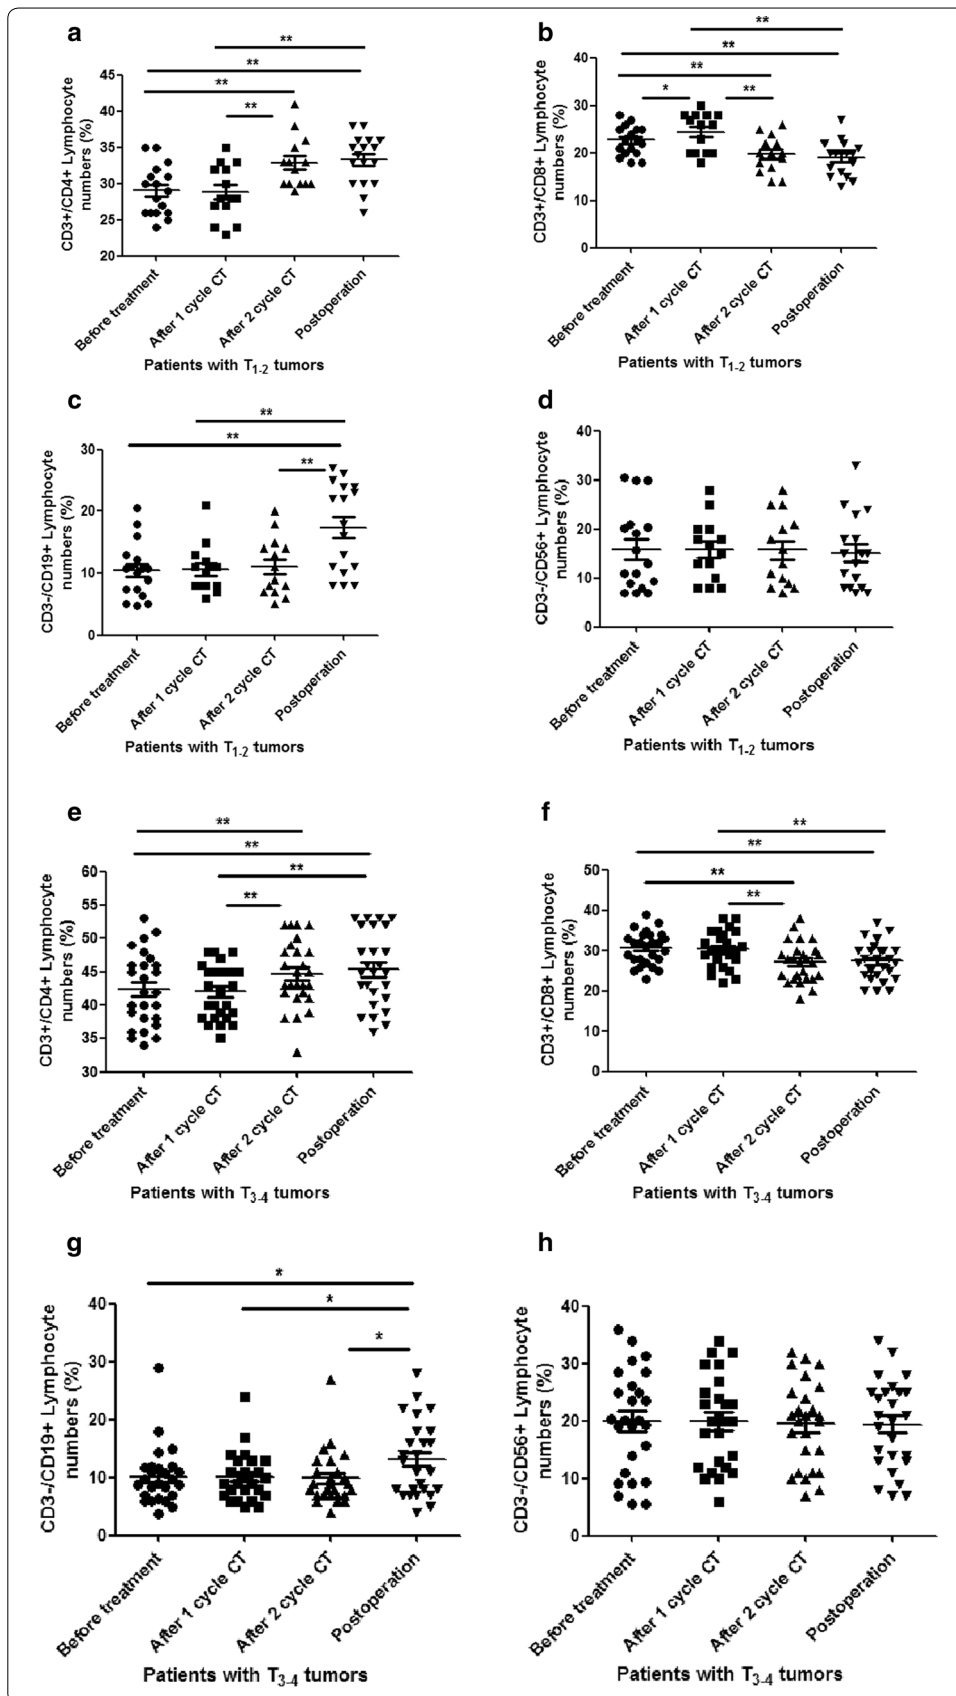 a
**
**
**
**
CD3+/CD4+ Lymphocyte
numbers (%)
45
40
35
30
25
20
Before treatment
After 1 cycle CT
After 2 cycle CT
Postoperation
Patients with T1-2 tumors
b
**
**
**
*
**
CD3+/CD8+ Lymphocyte
numbers (%)
40
30
20
10
0
Before treatment
After 1 cycle CT
After 2 cycle CT
Postoperation
Patients with T1-2 tumors
c
**
**
**
CD3-/CD19+ Lymphocyte
numbers (%)
30
20
10
0
Before treatment
After 1 cycle CT
After 2 cycle CT
Postoperation
Patients with T1-2 tumors
d
CD3-/CD56+ Lymphocyte
numbers (%)
40
30
20
10
0
Before treatment
After 1 cycle CT
After 2 cycle CT
Postoperation
Patients with T1-2 tumors
e
**
**
**
**
CD3+/CD4+ Lymphocyte
numbers (%)
60
55
50
45
40
35
30
Before treatment
After 1 cycle CT
After 2 cycle CT
Postoperation
Patients with T3-4 tumors
f
**
**
**
**
CD3+/CD8+ Lymphocyte
numbers (%)
50
40
30
20
10
0
Before treatment
After 1 cycle CT
After 2 cycle CT
Postoperation
Patients with T3-4 tumors
g
*
*
*
CD3-/CD19+ Lymphocyte
numbers (%)
40
30
20
10
0
Before treatment
After 1 cycle CT
After 2 cycle CT
Postoperation
Patients with T3-4 tumors
h
CD3-/CD56+ Lymphocyte
numbers (%)
40
30
20
10
0
Before treatment
After 1 cycle CT
After 2 cycle CT
Postoperation
Patients with T3-4 tumors